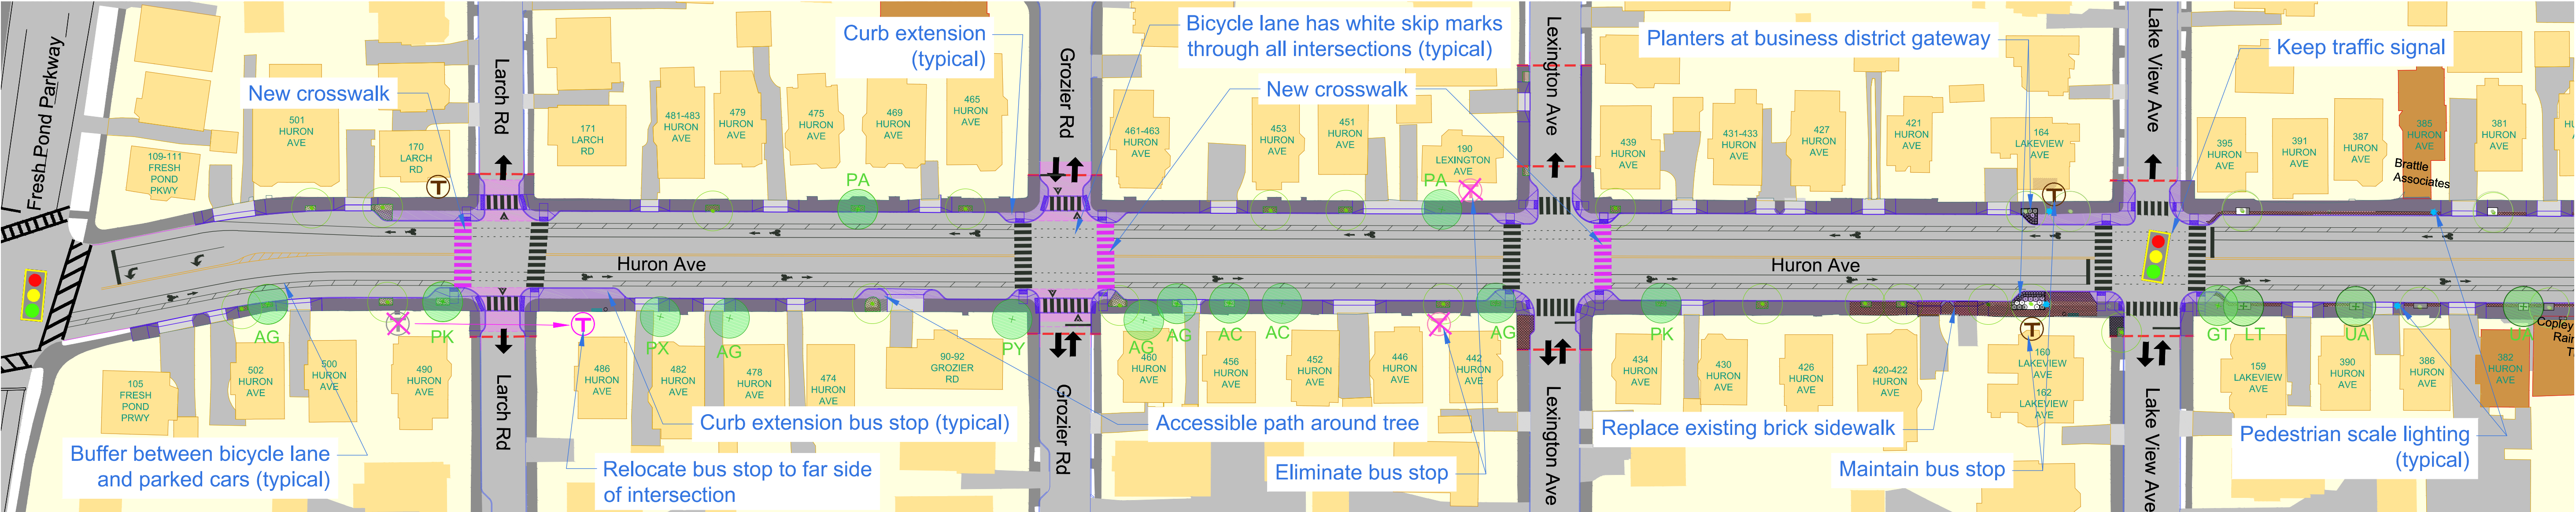 Fresh Pond Parkway
New crosswalk
Larch Rd
Curb extension
(typical)
Grozier Rd
Bicycle lane has white skip marks
through all intersections (typical)
New crosswalk
Lexington Ave
Planters at business district gateway
Lake View Ave
Keep traffic signal
109-111
FRESH
POND
PKWY
501
HURON
AVE
170
LARCH
RD
T
171
LARCH
RD
481-483
HURON
AVE
479
HURON
AVE
475
HURON
AVE
469
HURON
AVE
465
HURON
AVE
PA
461-463
HURON
AVE
453
HURON
AVE
451
HURON
AVE
190
LEXINGTON
AVE
PA
439
HURON
AVE
431-433
HURON
AVE
427
HURON
AVE
421
HURON
AVE
164
LAKEVIEW
AVE
T
395
HURON
AVE
391
HURON
AVE
387
HURON
AVE
385
HURON
AVE
Brattle
Associates
381
HURON
AVE
Huron Ave
Huron Ave
AG
T
PK
T
PX
AG
PY
AG
AG
AC
AC
T
AG
PK
T
GT
LT
UA
105
FRESH
POND
PRWY
502
HURON
AVE
500
HURON
AVE
490
HURON
AVE
Larch Rd
486
HURON
AVE
482
HURON
AVE
478
HURON
AVE
474
HURON
AVE
90-92
GROZIER
RD
Grozier Rd
460
HURON
AVE
456
HURON
AVE
452
HURON
AVE
446
HURON
AVE
442
HURON
AVE
Lexington Ave
434
HURON
AVE
430
HURON
AVE
426
HURON
AVE
420-422
HURON
AVE
160
LAKEVIEW
AVE
162
LAKEVIEW
AVE
Lake View Ave
159
LAKEVIEW
AVE
390
HURON
AVE
386
HURON
AVE
382
HURON
AVE
Copley
Buffer between bicycle lane
and parked cars (typical)
Relocate bus stop to far side
of intersection
Curb extension bus stop (typical)
Accessible path around tree
Eliminate bus stop
Replace existing brick sidewalk
Maintain bus stop
Pedestrian scale lighting
(typical)